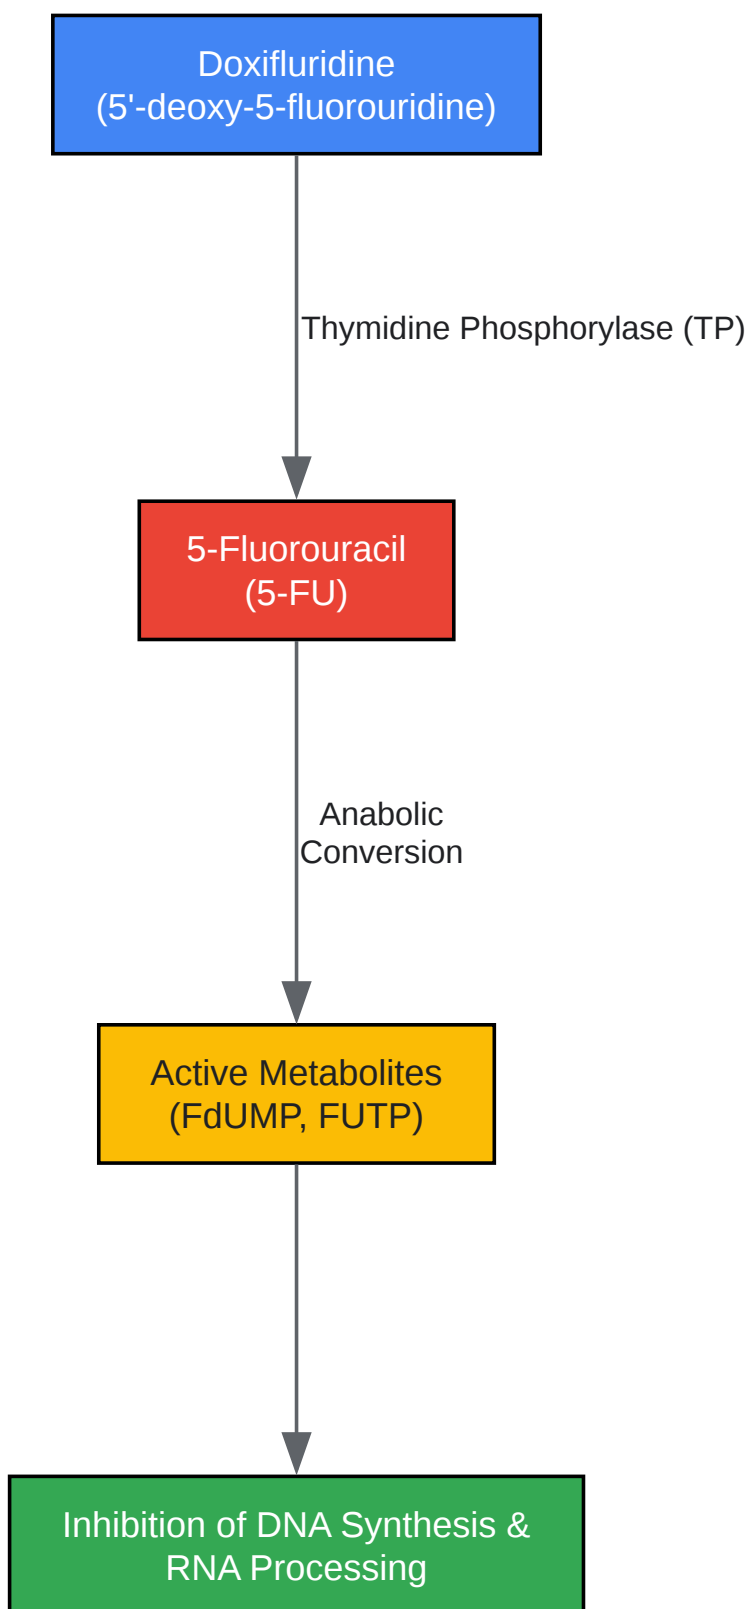 Doxifluridine
(5'-deoxy-5-fluorouridine)
Thymidine Phosphorylase (TP)
5-Fluorouracil
(5-FU)
Anabolic
Conversion
Active Metabolites
(FdUMP, FUTP)
Inhibition of DNA Synthesis &
RNA Processing